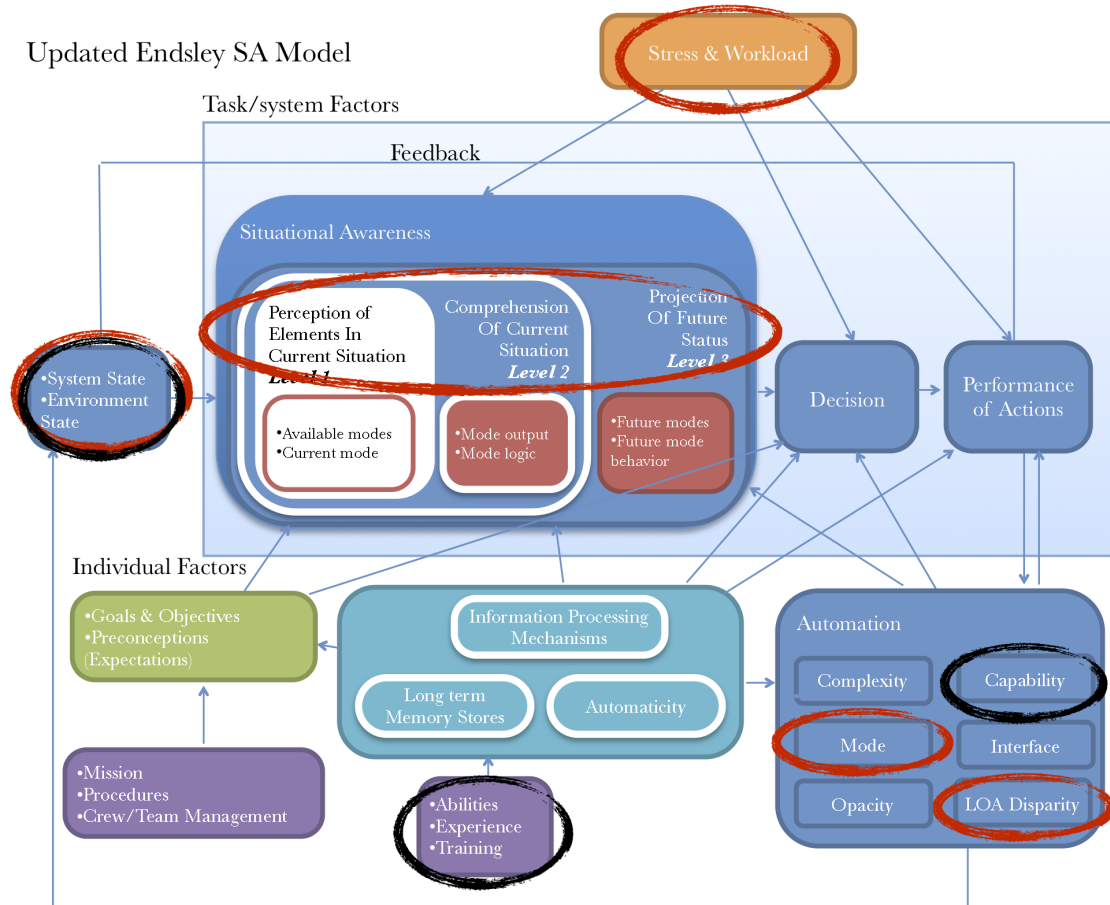 Updated Endsley SA Model
Stress & Workload
Task/system Factors
Feedback
Situational Awareness
Perception of
Elements In
Current Situation
Level 1
Comprehension
Of Current
Situation
Level 2
Projection
Of Future
Status
Level 3
•System State
•Environment
State
•Available modes
•Current mode
•Mode output
•Mode logic
•Future modes
•Future mode
behavior
Decision
Performance
of Actions
Individual Factors
•Goals & Objectives
•Preconceptions
(Expectations)
Information Processing
Mechanisms
Long term
Memory Stores
Automaticity
Automation
Complexity
Capability
Mode
Interface
Opacity
LOA Disparity
•Mission
•Procedures
•Crew/Team Management
•Abilities
•Experience
•Training